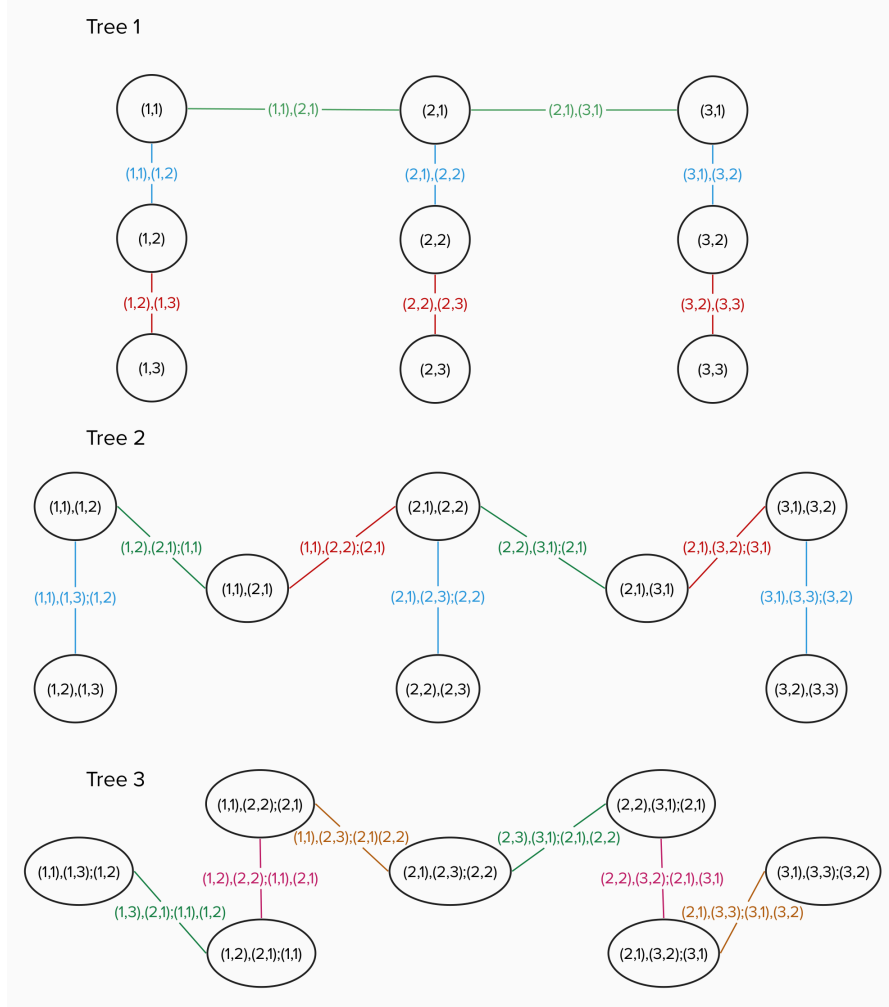 Tree 1
(1,1) (1,1),(2,1) (2,1) (2,1),(3,1) (3,1)
(1,1),(1,2) (2,1),(2,2) (3,1),(3,2)
(1,2) (2,2) (3,2)
(1,2),(1,3) (2,2),(2,3) (3,2),(3,3)
(1,3) (2,3) (3,3)
Tree 2
(1,1),(1,2) (2,1),(2,2) (3,1),(3,2)
(1,2),(2,1);(1,1) (1,1),(2,2);(2,1) (2,2),(3,1);(2,1) (2,1),(3,2);(3,1)
(1,1),(2,1) (2,1),(3,1)
(1,1),(1,3);(1,2) (2,1),(2,3);(2,2) (3,1),(3,3);(3,2)
(1,2),(1,3) (2,2),(2,3) (3,2),(3,3)
Tree 3
(1,1),(2,2);(2,1) (2,2),(3,1);(2,1)
(1,1),(2,3);(2,1)(2,2) (2,3),(3,1);(2,1),(2,2)
(1,1),(1,3);(1,2) (2,1),(2,3);(2,2) (3,1),(3,3);(3,2)
(1,2),(2,2);(1,1),(2,1) (2,2),(3,2);(2,1),(3,1)
(1,3),(2,1);(1,1),(1,2) (2,1),(3,3);(3,1),(3,2)
(1,2),(2,1);(1,1) (2,1),(3,2);(3,1)